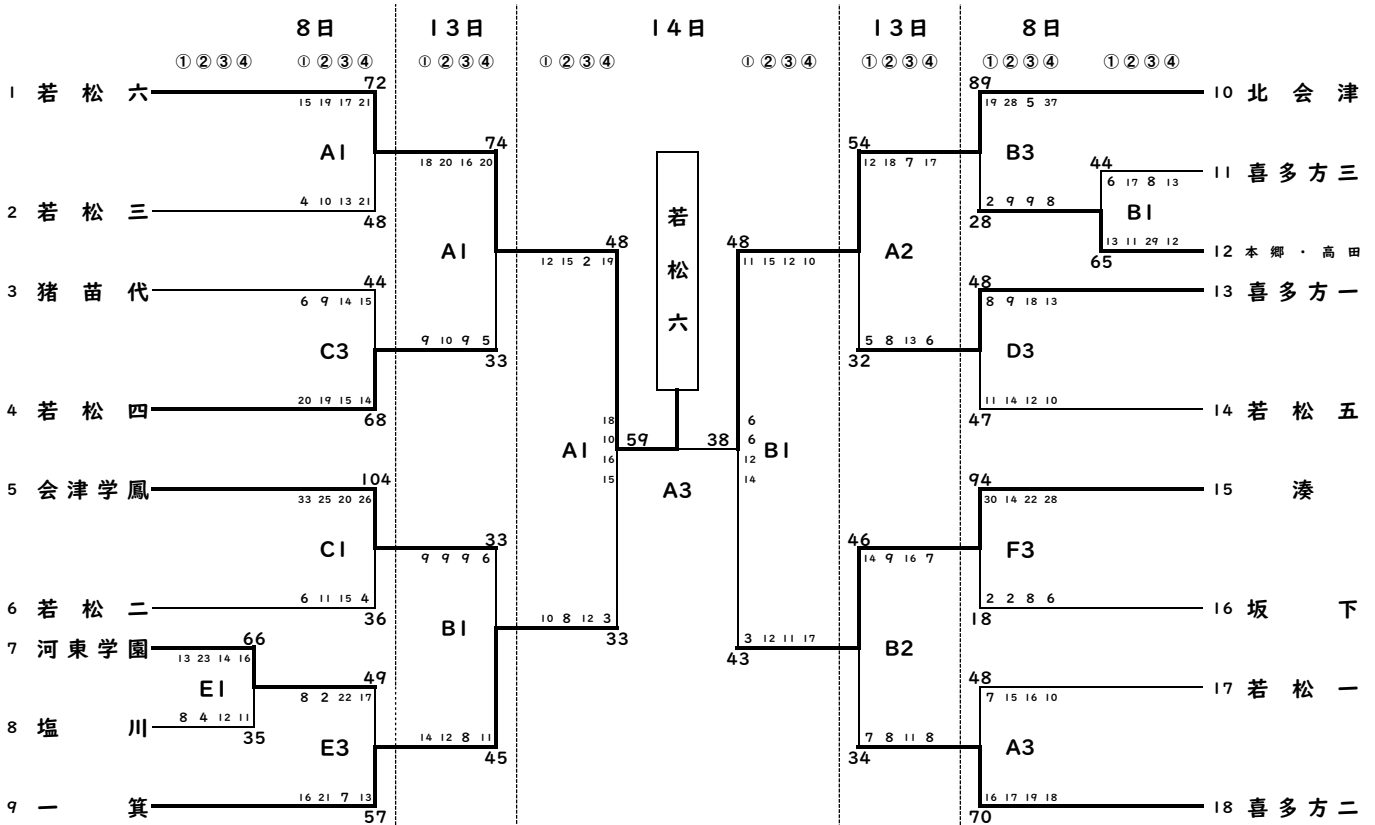 8日 13日 14日 13日 8日
①②③④ ①②③④ ①②③④ ①②③④ ①②③④ ①②③④ ①②③④ ①②③④
72 89
1 若松六 10 北会津
15 19 17 21 19 28 5 37
74 54
A1 B3
18 20 16 20 12 18 7 17
44 11 喜多方三
6 17 8 13
4 10 13 21 2 9 9 8
2 若松三 B1
48 28
若松六
48 48
13 11 29 12
A1 A2 12 本郷・高田
12 15 2 19 11 15 12 10 65
44 48
3 猪苗代 13 喜多方一
6 9 14 15 8 9 18 13
9 10 9 5 5 8 13 6
C3 D3
33 32
20 19 15 14 11 14 12 10
4 若松四 14 若松五
68 47
18 6
10 59 38 6
A1 B1
16 12
15 14
104 94
5 会津学鳳 A3 15 湊
33 25 20 26 30 14 22 28
33 46
C1 F3
9 9 9 6 14 9 16 7
6 11 15 4 2 2 8 6
6 若松二 16 坂下
36 18
10 8 12 3
B1
66 33 3 12 11 17
7 河東学園 B2
13 23 14 16 43
49 48
E1 17 若松一
8 2 22 17 7 15 16 10
8 4 12 11
8 塩川
35 14 12 8 11 7 8 11 8
E3 A3
45 34
16 21 7 13 16 17 19 18
9 一箕 18 喜多方二
57 70